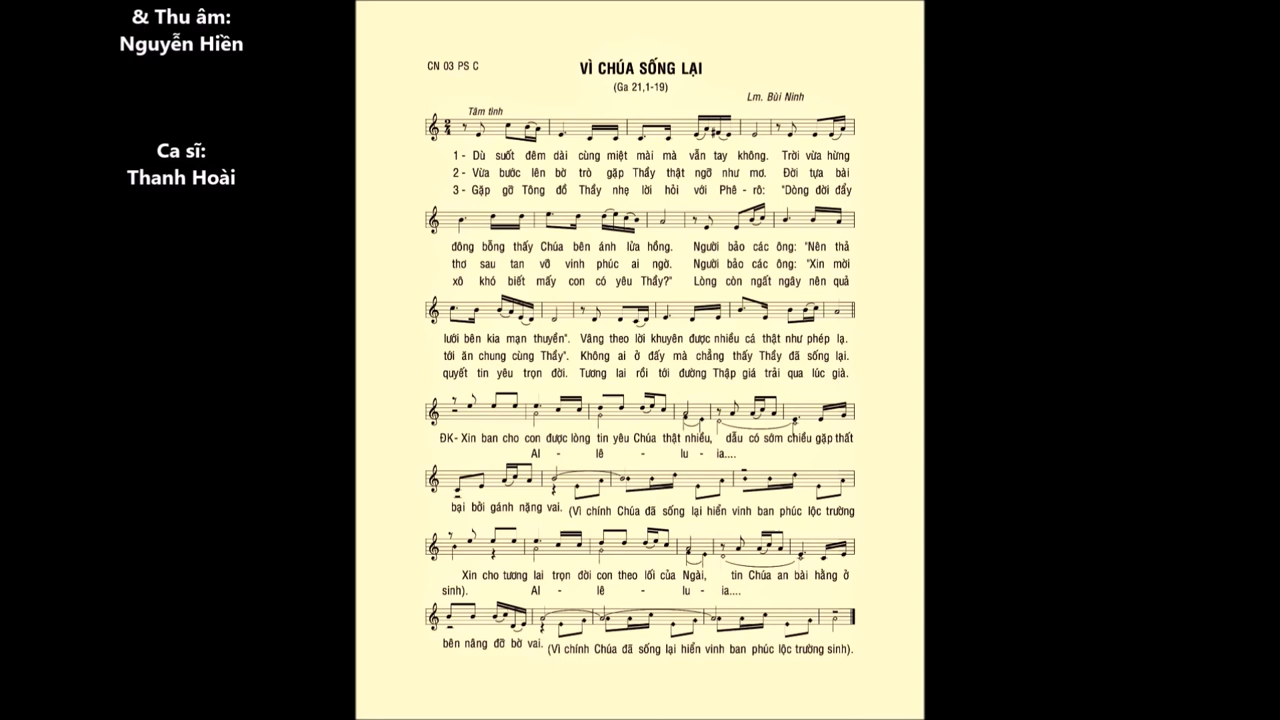 & Thu âm:
Nguyễn Hiền
Ca sĩ:
Thanh Hoài
CN 03 PS C
VÌ CHÚA SỐNG LẠI
(Ga 21,1-19)
Lm. Bùi Ninh
Tâm tình
1- Dù suốt đêm dài cùng miệt mài mà vẫn tay không. Trời vừa hừng
2- Vừa bước lên bờ trò gặp Thầy thật ngỡ như mơ. Đời tựa bài
3- Gặp gỡ Tông đồ Thầy nhẹ lời hỏi với Phê - rô: "Dòng đời đẩy
đông bỗng thấy Chúa bên ánh lửa hồng. Người bảo các ông: "Nên thả
thơ sau tan vỡ vinh phúc ai ngờ. Người bảo các ông: "Xin mời
xô khó biết mấy con có yêu Thầy?" Lòng còn ngất ngây nên quả
lưới bên kia mạn thuyền". Vâng theo lời khuyên được nhiều cá thật như phép lạ.
tới ăn chung cùng Thầy". Không ai ở đấy mà chẳng thấy Thầy đã sống lại.
quyết tin yêu trọn đời. Tương lai rồi tới đường Thập giá trải qua lúc già.
ĐK- Xin ban cho con được lòng tin yêu Chúa thật nhiều, dẫu có sớm chiều gặp thất
Al - lê - lu - ia....
bại bởi gánh nặng vai. (Vì chính Chúa đã sống lại hiển vinh ban phúc lộc trường
Xin cho tương lai trọn đời con theo lối của Ngài, tin Chúa an bài hằng ở
sinh). Al - lê - lu - ia....
bên nâng đỡ bờ vai. (Vì chính Chúa đã sống lại hiển vinh ban phúc lộc trường sinh).